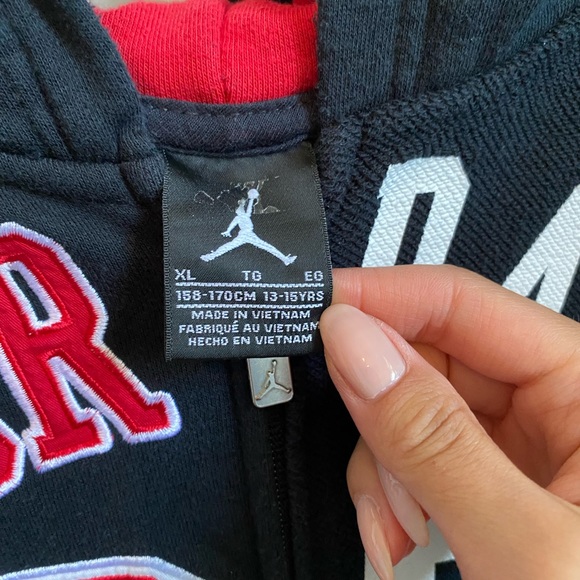 XL TG EG
158-170CM 13-15YRS
MADE IN VIETNAM
FABRIQUÉ AU VIETNAM
HECHO EN VIETNAM
R